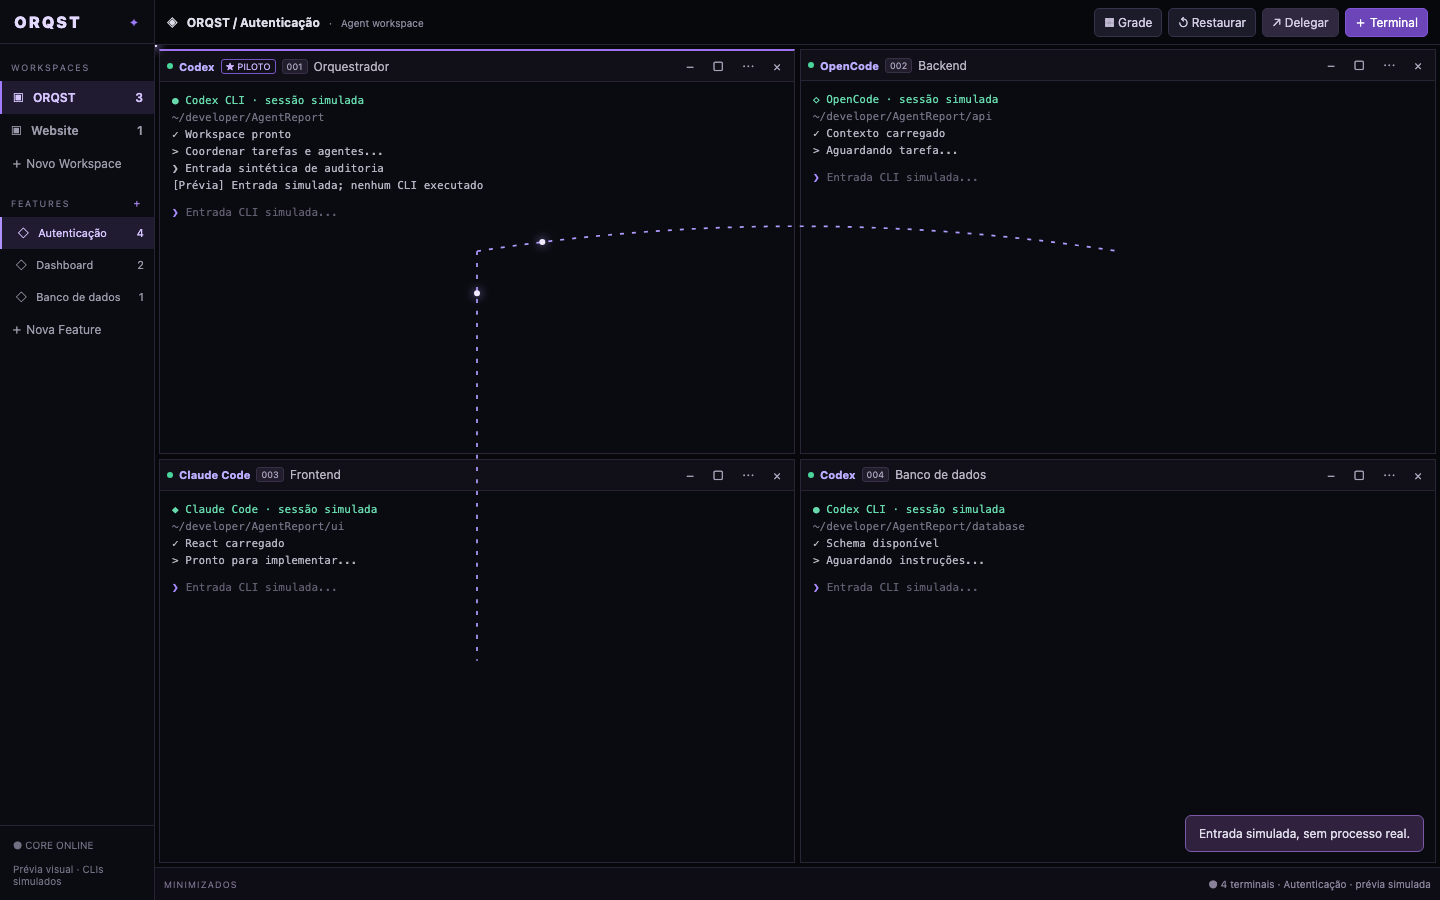 ORQST
WORKSPACES
ORQST 3
Website 1
+ Novo Workspace
FEATURES +
Autenticação 4
Dashboard 2
Banco de dados 1
+ Nova Feature
CORE ONLINE
Prévia visual · CLIs
simulados
ORQST / Autenticação · Agent workspace
Grade
Restaurar
Delegar
+ Terminal
Codex ★ PILOTO 001 Orquestrador
● Codex CLI · sessão simulada
~/developer/AgentReport
✓ Workspace pronto
> Coordenar tarefas e agentes...
❯ Entrada sintética de auditoria
[Prévia] Entrada simulada; nenhum CLI executado
❯ Entrada CLI simulada...
OpenCode 002 Backend
◇ OpenCode · sessão simulada
~/developer/AgentReport/api
✓ Contexto carregado
> Aguardando tarefa...
❯ Entrada CLI simulada...
Claude Code 003 Frontend
◆ Claude Code · sessão simulada
~/developer/AgentReport/ui
✓ React carregado
> Pronto para implementar...
❯ Entrada CLI simulada...
Codex 004 Banco de dados
● Codex CLI · sessão simulada
~/developer/AgentReport/database
✓ Schema disponível
> Aguardando instruções...
❯ Entrada CLI simulada...
Entrada simulada, sem processo real.
MINIMIZADOS
4 terminais · Autenticação · prévia simulada